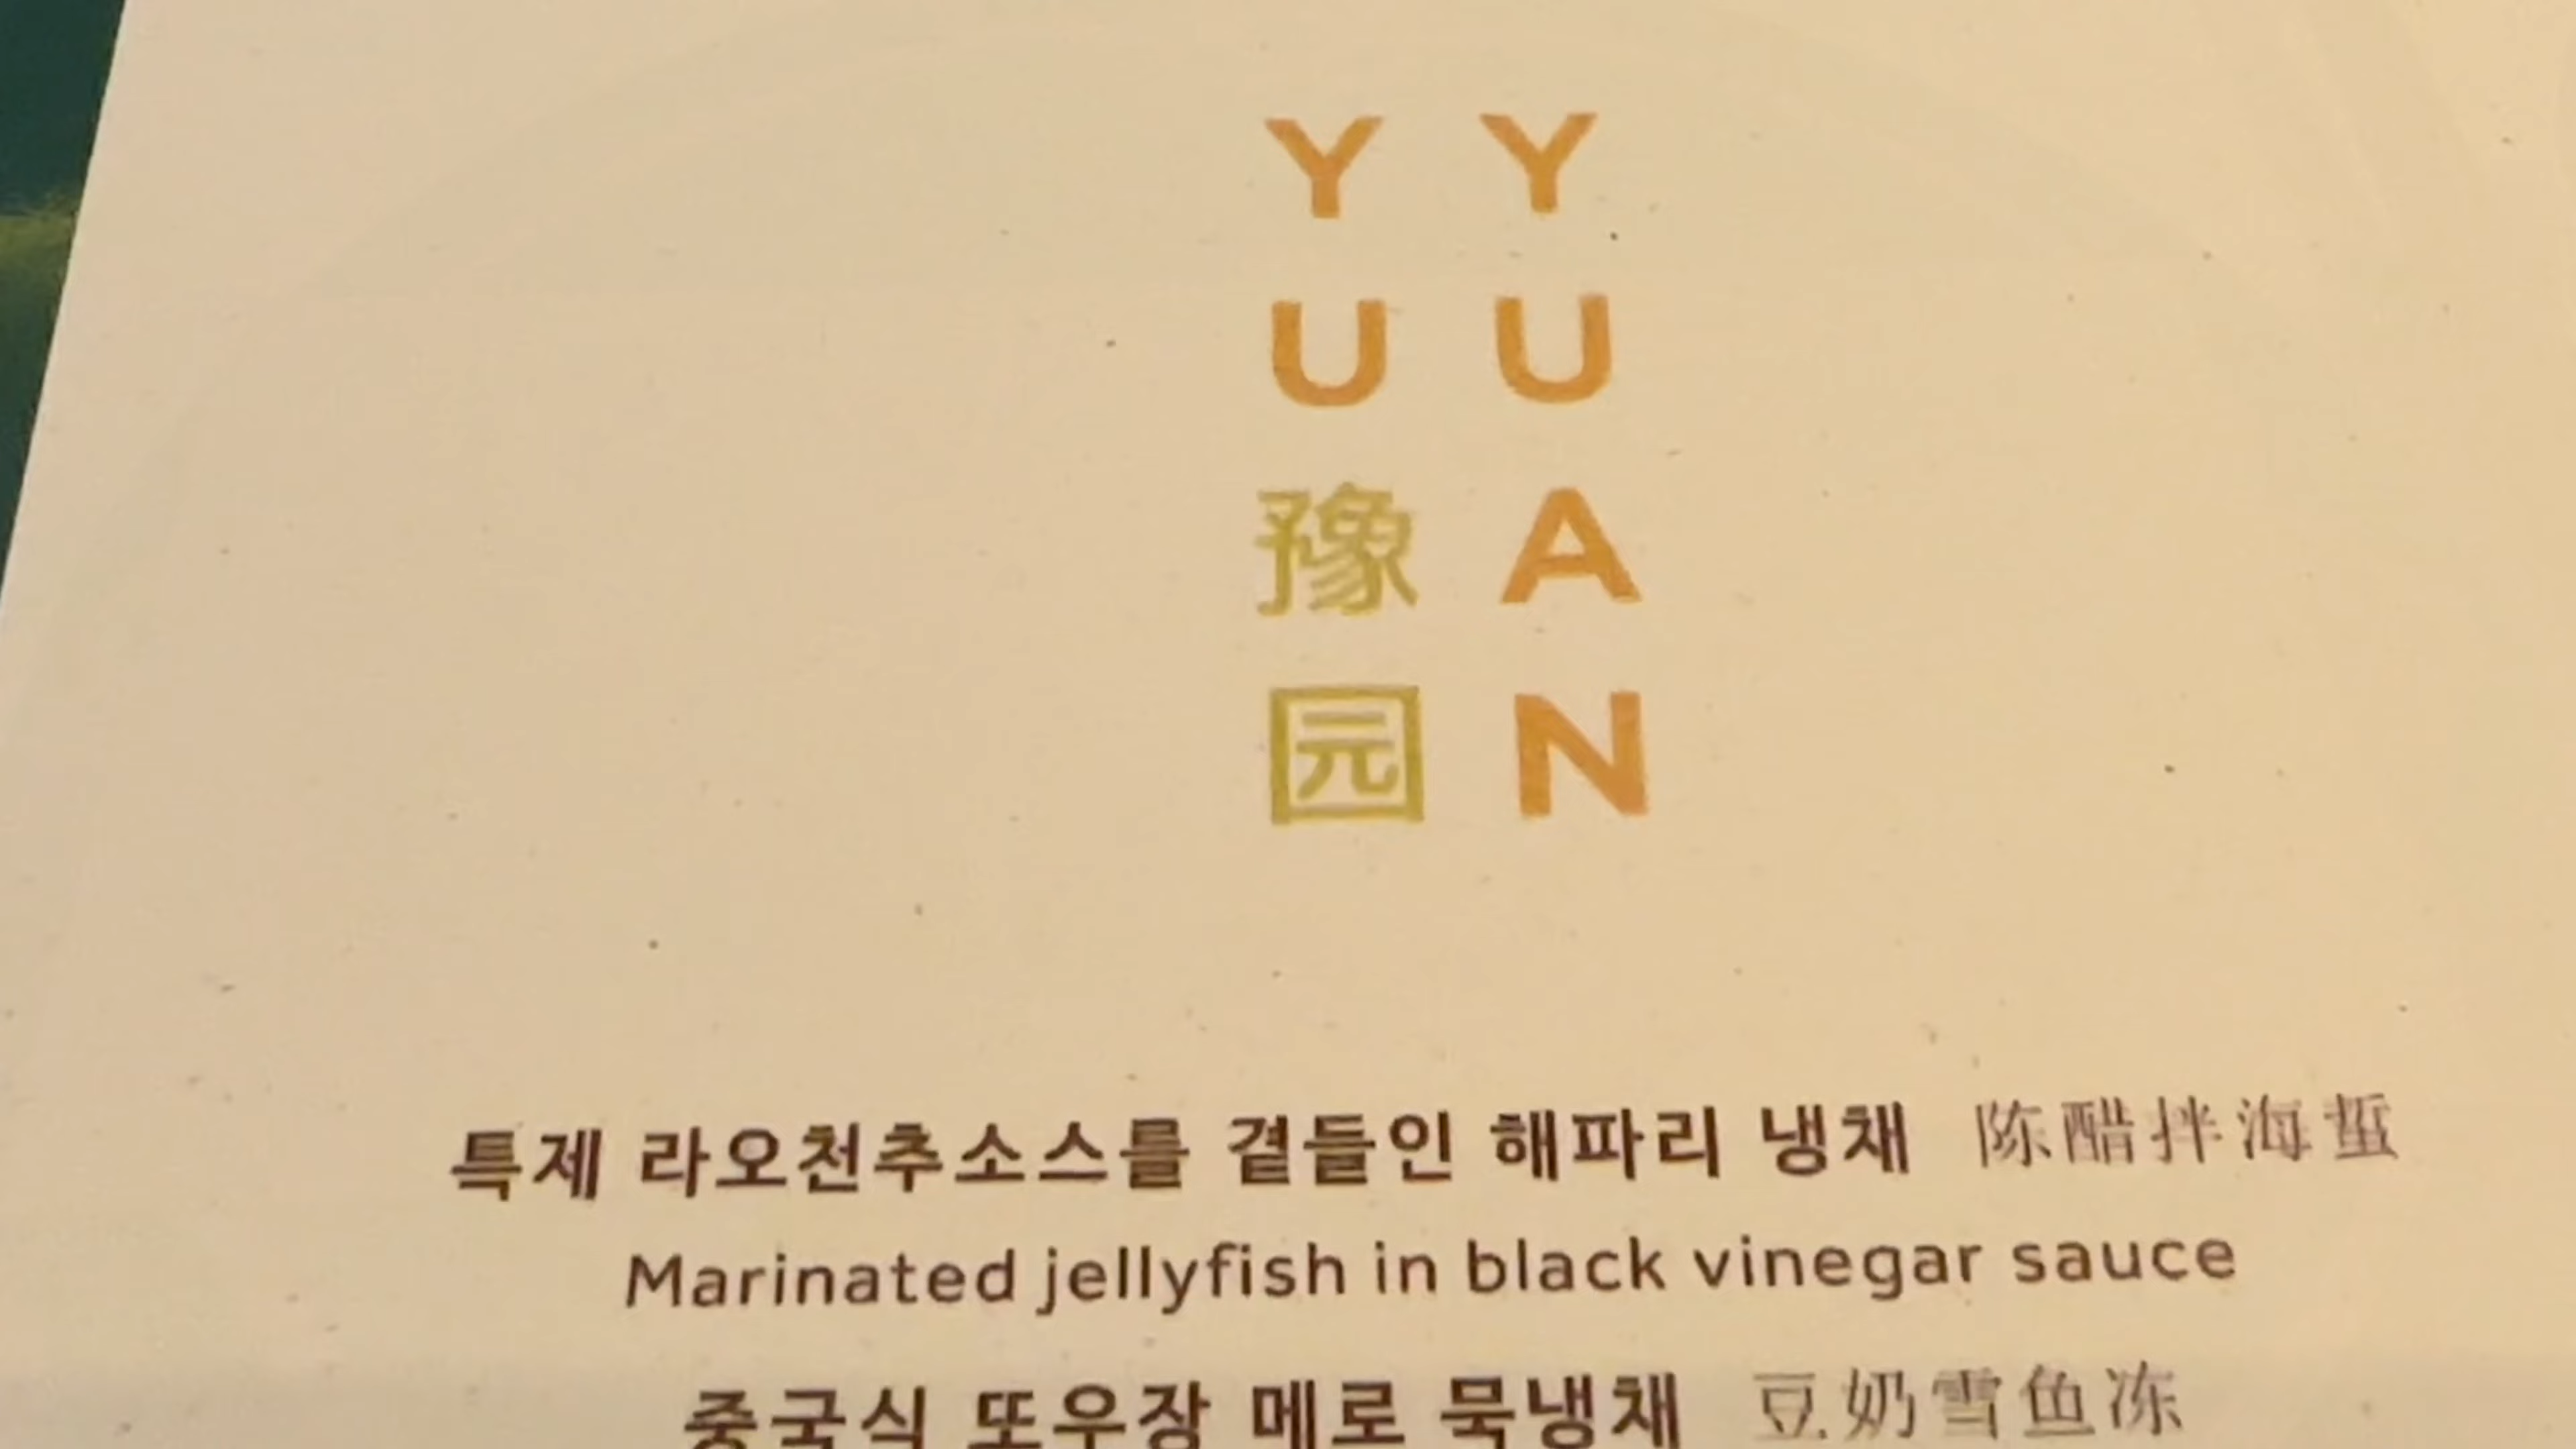 YU YUAN
豫园
특제 라오천추소스를 곁들인 해파리 냉채 陈醋拌海蜇
Marinated jellyfish in black vinegar sauce
중국식 또우장 메로 묵냉채 豆奶雪鱼冻